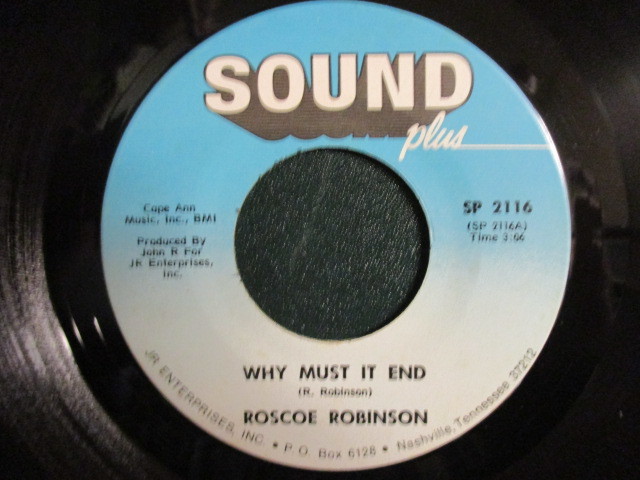 SOUND
plus
Cape Ann
Music, Inc., BMI
Produced By
John R For
JR Enterprises,
Inc.
SP 2116
(SP 2116A)
Time 3:06
WHY MUST IT END
(R. Robinson)
ROSCOE ROBINSON
JR ENTERPRISES, INC. • P.O. Box 6128 • Nashville, Tennessee 37212